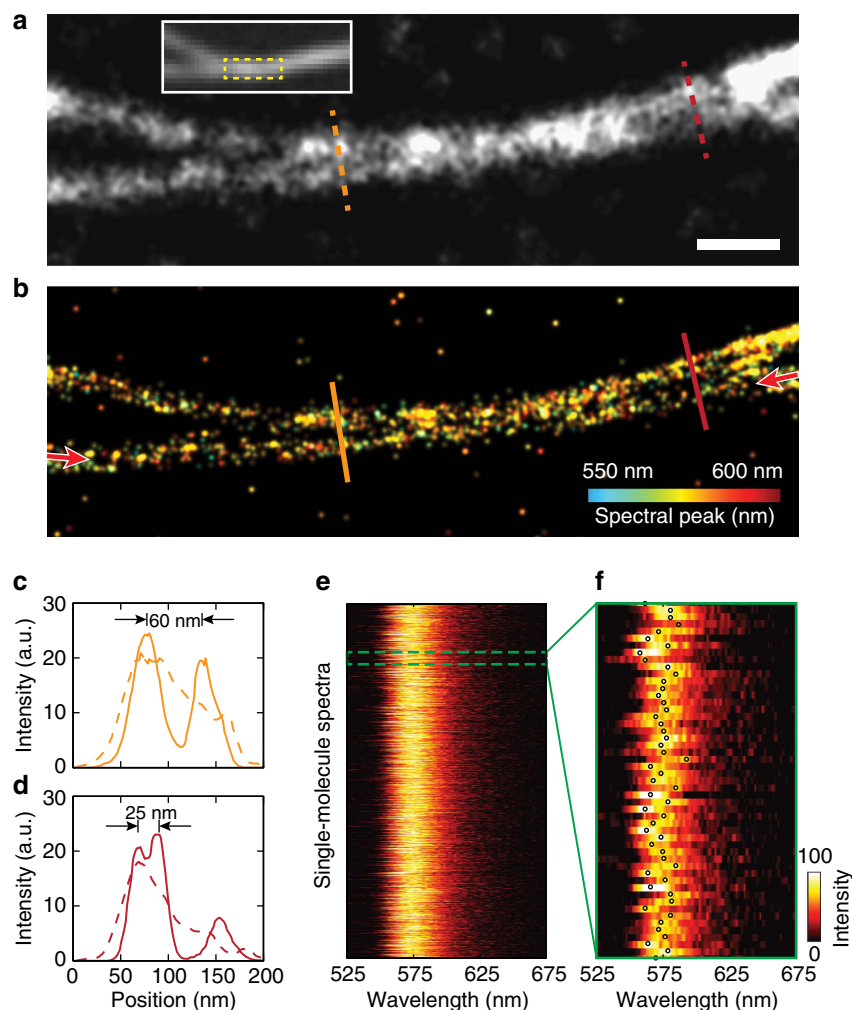 a
b
550 nm 600 nm
Spectral peak (nm)
c
30
20
10
0
Intensity (a.u.)
60 nm
d
30
20
10
0
Intensity (a.u.)
25 nm
0 50 100 150 200
Position (nm)
e
Single-molecule spectra
525 575 625 675
Wavelength (nm)
f
525 575 625 675
Wavelength (nm)
100
0
Intensity